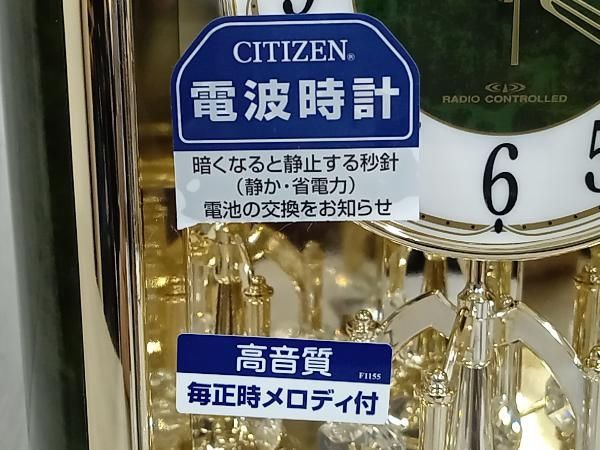 CITIZEN®
電波時計
暗くなると静止する秒針
(静か・省電力)
電池の交換をお知らせ
RADIO CONTROLLED
6
5
高音質
F1155
毎正時メロディ付